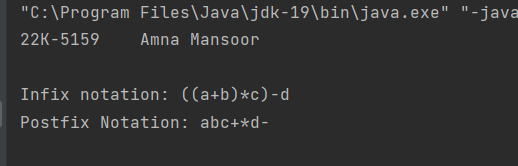 "C:\Program Files\Java\jdk-19\bin\java.exe" "-java
22K-5159    Amna Mansoor
Infix notation: ((a+b)*c)-d
Postfix Notation: abc+*d-